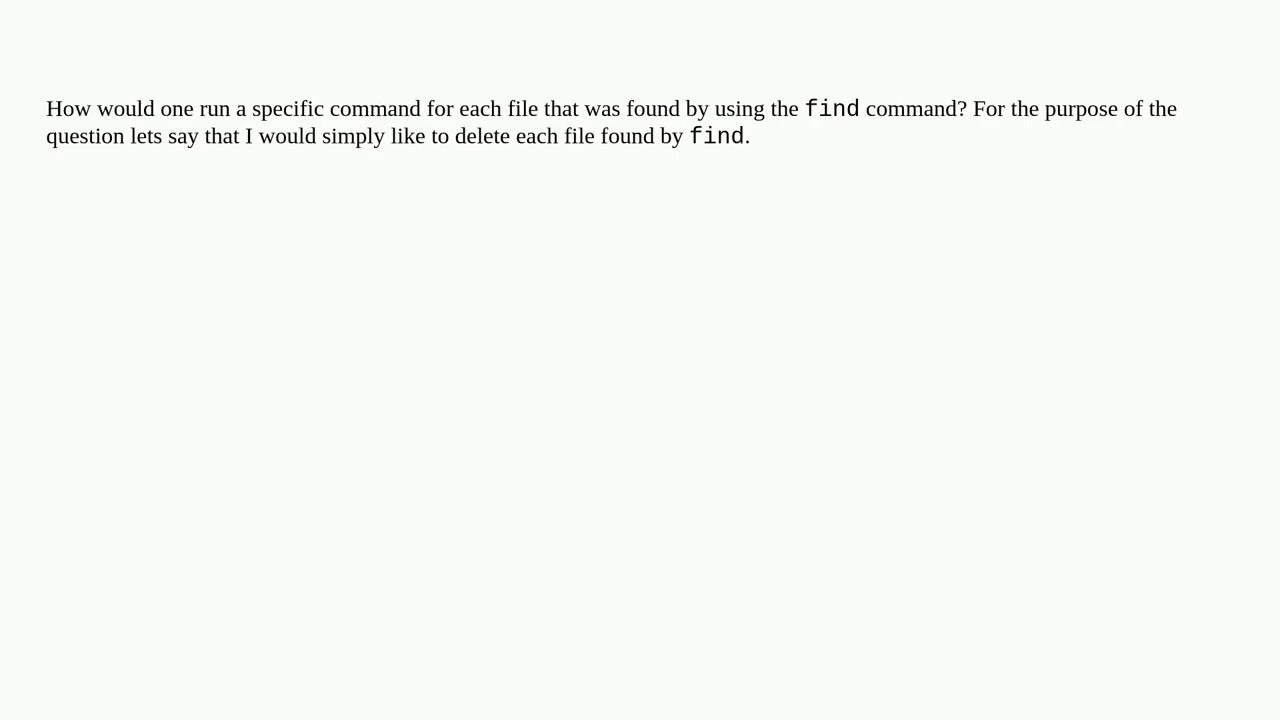 How would one run a specific command for each file that was found by using the find command? For the purpose of the
question lets say that I would simply like to delete each file found by find.